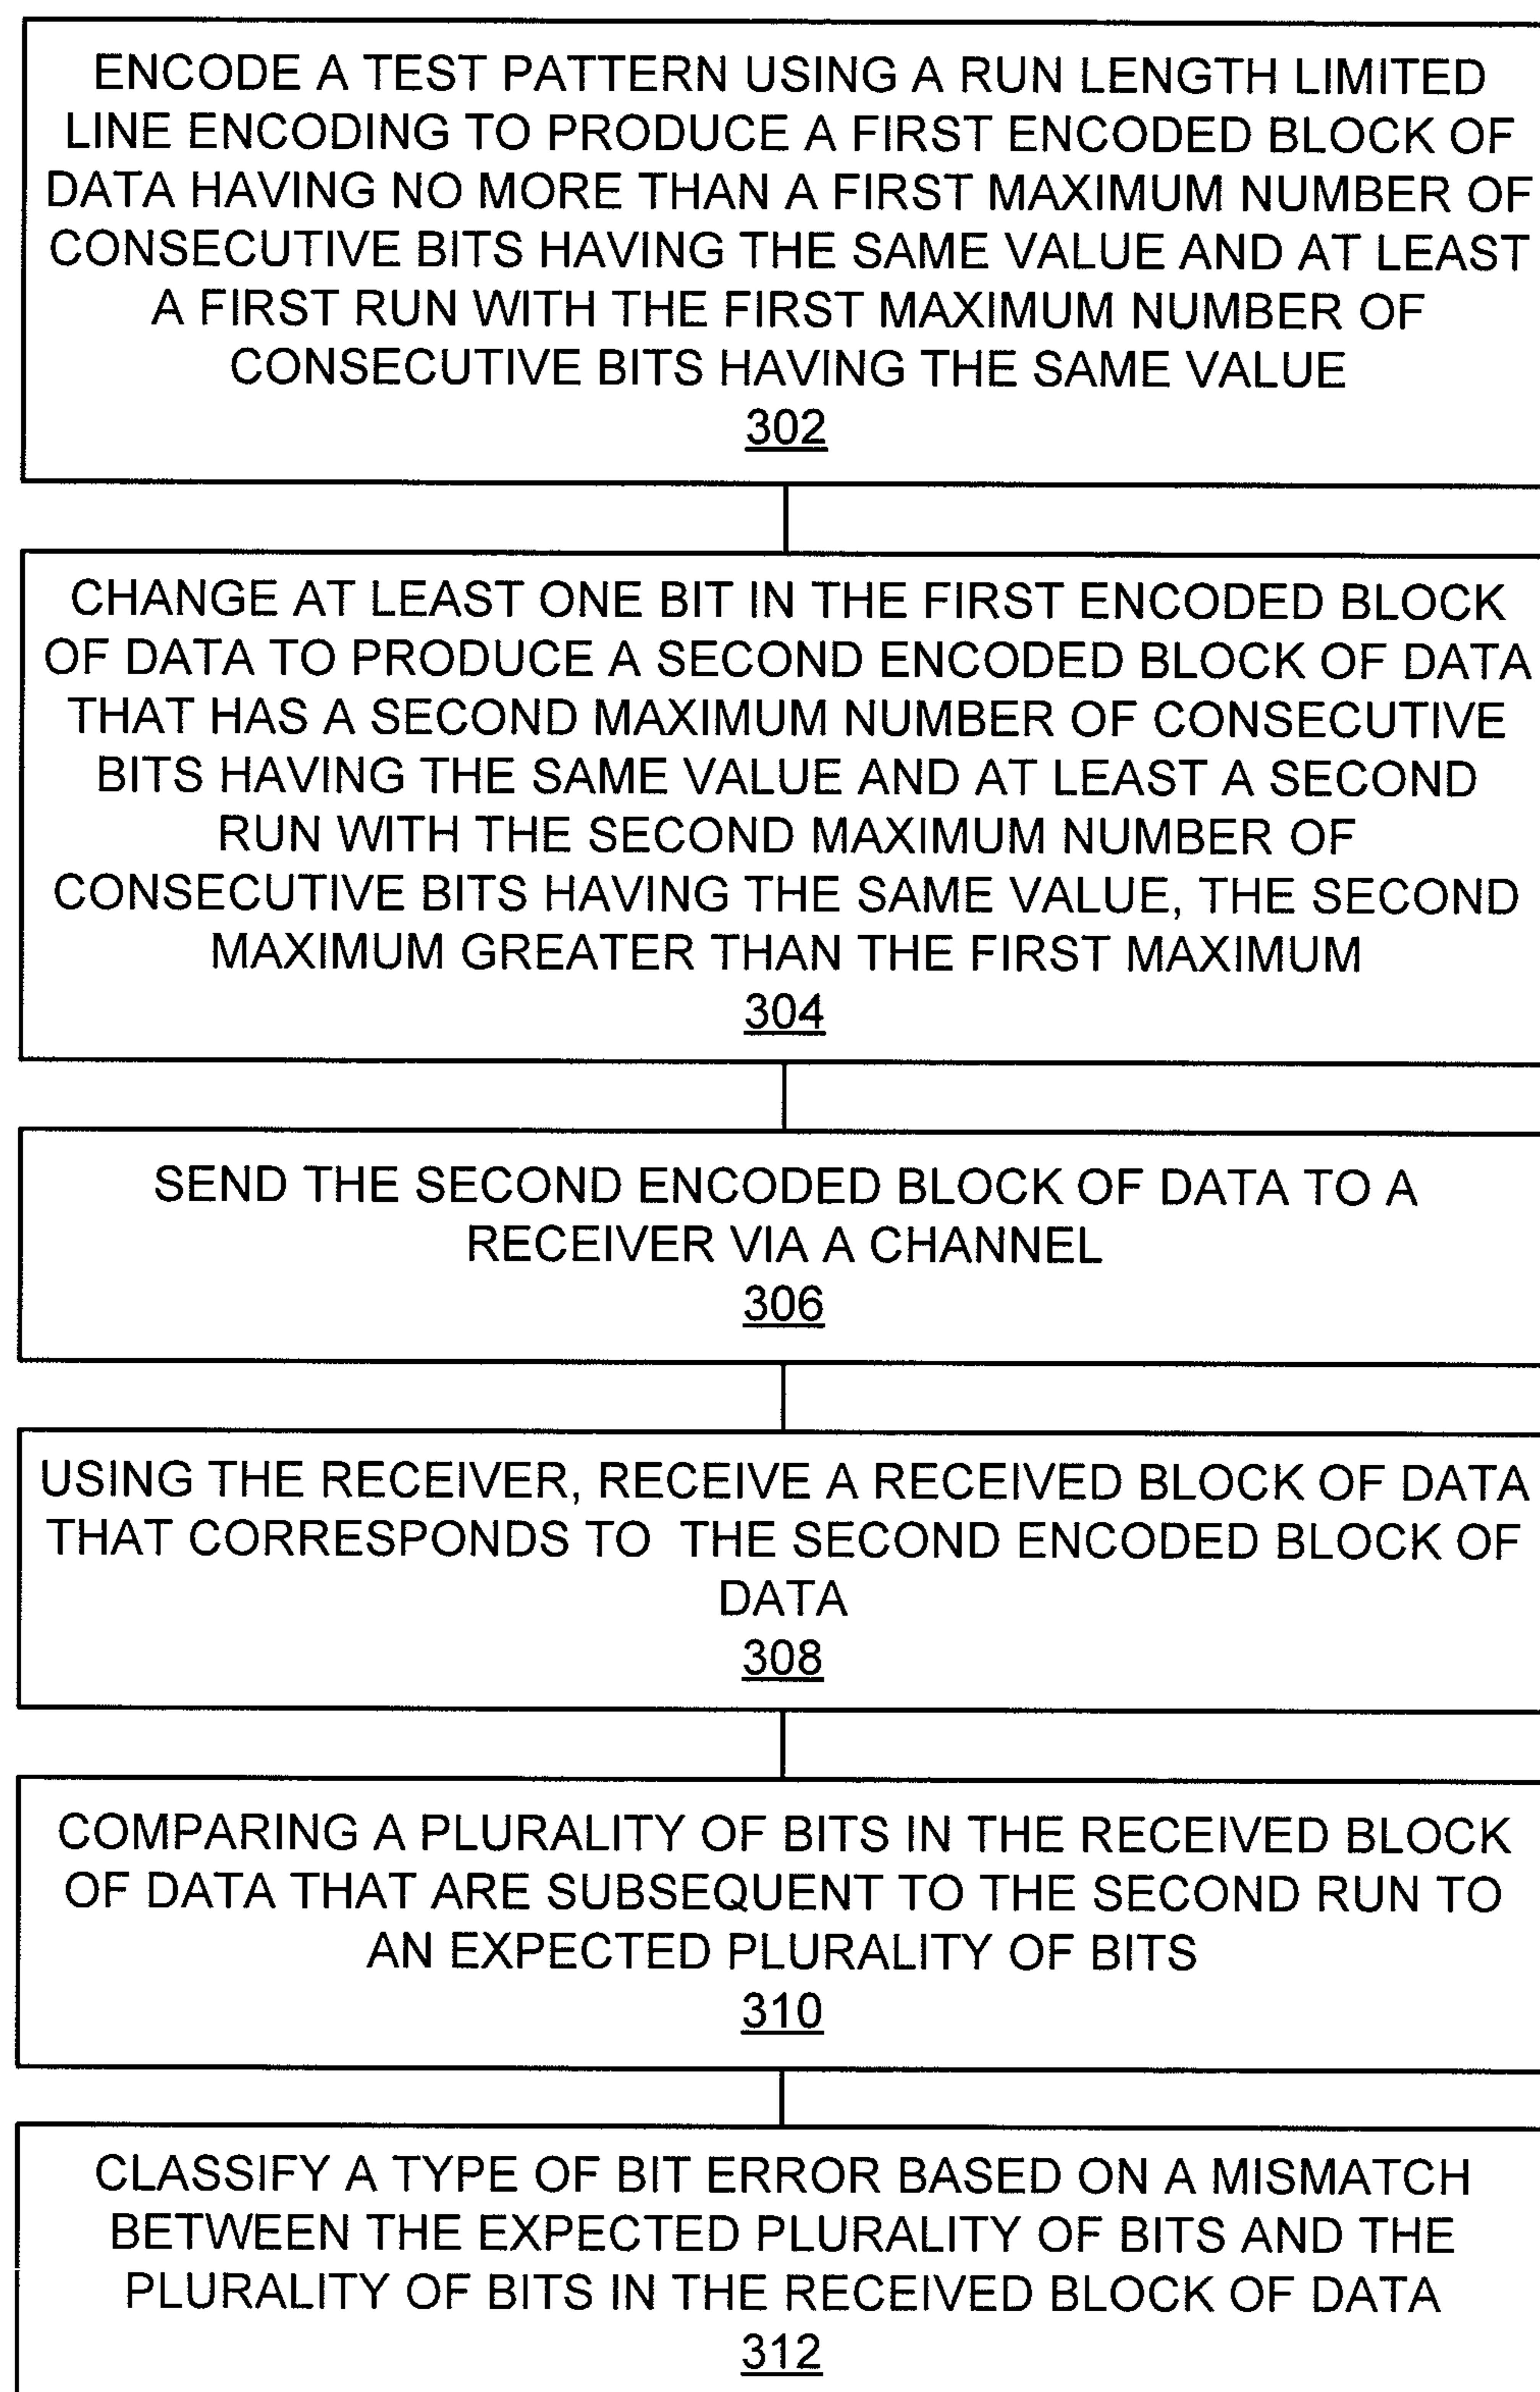 ENCODE A TEST PATTERN USING A RUN LENGTH LIMITED
LINE ENCODING TO PRODUCE A FIRST ENCODED BLOCK OF
DATA HAVING NO MORE THAN A FIRST MAXIMUM NUMBER OF
CONSECUTIVE BITS HAVING THE SAME VALUE AND AT LEAST
A FIRST RUN WITH THE FIRST MAXIMUM NUMBER OF
CONSECUTIVE BITS HAVING THE SAME VALUE
302
CHANGE AT LEAST ONE BIT IN THE FIRST ENCODED BLOCK
OF DATA TO PRODUCE A SECOND ENCODED BLOCK OF DATA
THAT HAS A SECOND MAXIMUM NUMBER OF CONSECUTIVE
BITS HAVING THE SAME VALUE AND AT LEAST A SECOND
RUN WITH THE SECOND MAXIMUM NUMBER OF
CONSECUTIVE BITS HAVING THE SAME VALUE, THE SECOND
MAXIMUM GREATER THAN THE FIRST MAXIMUM
304
SEND THE SECOND ENCODED BLOCK OF DATA TO A
RECEIVER VIA A CHANNEL
306
USING THE RECEIVER, RECEIVE A RECEIVED BLOCK OF DATA
THAT CORRESPONDS TO THE SECOND ENCODED BLOCK OF
DATA
308
COMPARING A PLURALITY OF BITS IN THE RECEIVED BLOCK
OF DATA THAT ARE SUBSEQUENT TO THE SECOND RUN TO
AN EXPECTED PLURALITY OF BITS
310
CLASSIFY A TYPE OF BIT ERROR BASED ON A MISMATCH
BETWEEN THE EXPECTED PLURALITY OF BITS AND THE
PLURALITY OF BITS IN THE RECEIVED BLOCK OF DATA
312